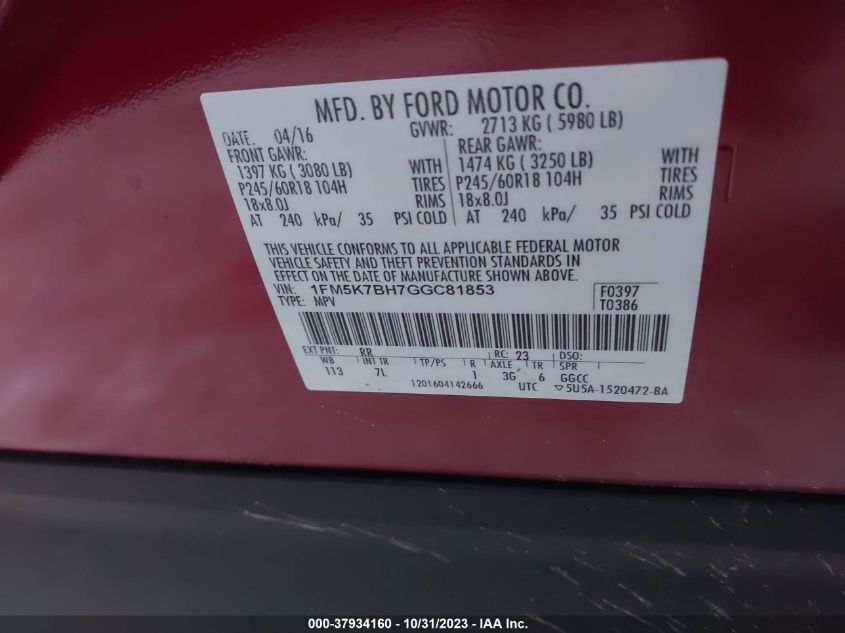 MFD. BY FORD MOTOR CO.
DATE: 04/16 GVWR: 2713 KG ( 5980 LB)
FRONT GAWR: REAR GAWR:
1397 KG ( 3080 LB) WITH 1474 KG ( 3250 LB) WITH
P245/60R18 104H TIRES P245/60R18 104H TIRES
18x8.0J RIMS 18x8.0J RIMS
AT 240 kPa/ 35 PSI COLD AT 240 kPa/ 35 PSI COLD
THIS VEHICLE CONFORMS TO ALL APPLICABLE FEDERAL MOTOR
VEHICLE SAFETY AND THEFT PREVENTION STANDARDS IN
EFFECT ON THE DATE OF MANUFACTURE SHOWN ABOVE.
VIN: 1FM5K7BH7GGC81853 F0397
TYPE: MPV T0386
EXT PNT: RR RC: 23 DSO:
WB INT TR TP/PS R AXLE TR SPR
113 7L 1 3G 6 GGCC
1201604142666 UTC ▽5U5A-1520472-BA
000-37934160 - 10/31/2023 - IAA Inc.